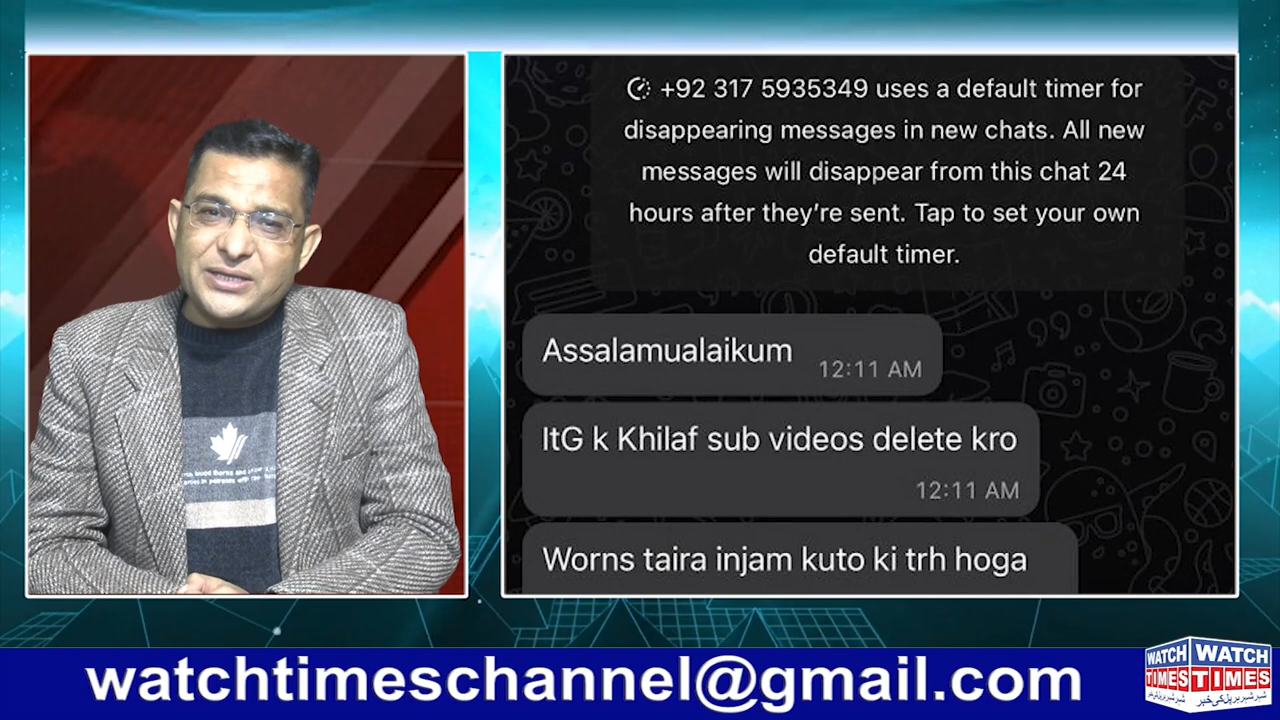 +92 317 5935349 uses a default timer for
disappearing messages in new chats. All new
messages will disappear from this chat 24
hours after they're sent. Tap to set your own
default timer.
Assalamualaikum
12:11 AM
ItG k Khilaf sub videos delete kro
12:11 AM
Worns taira injam kuto ki trh hoga
watchtimeschannel@gmail.com
WATCH WATCH
TIMES TIMES